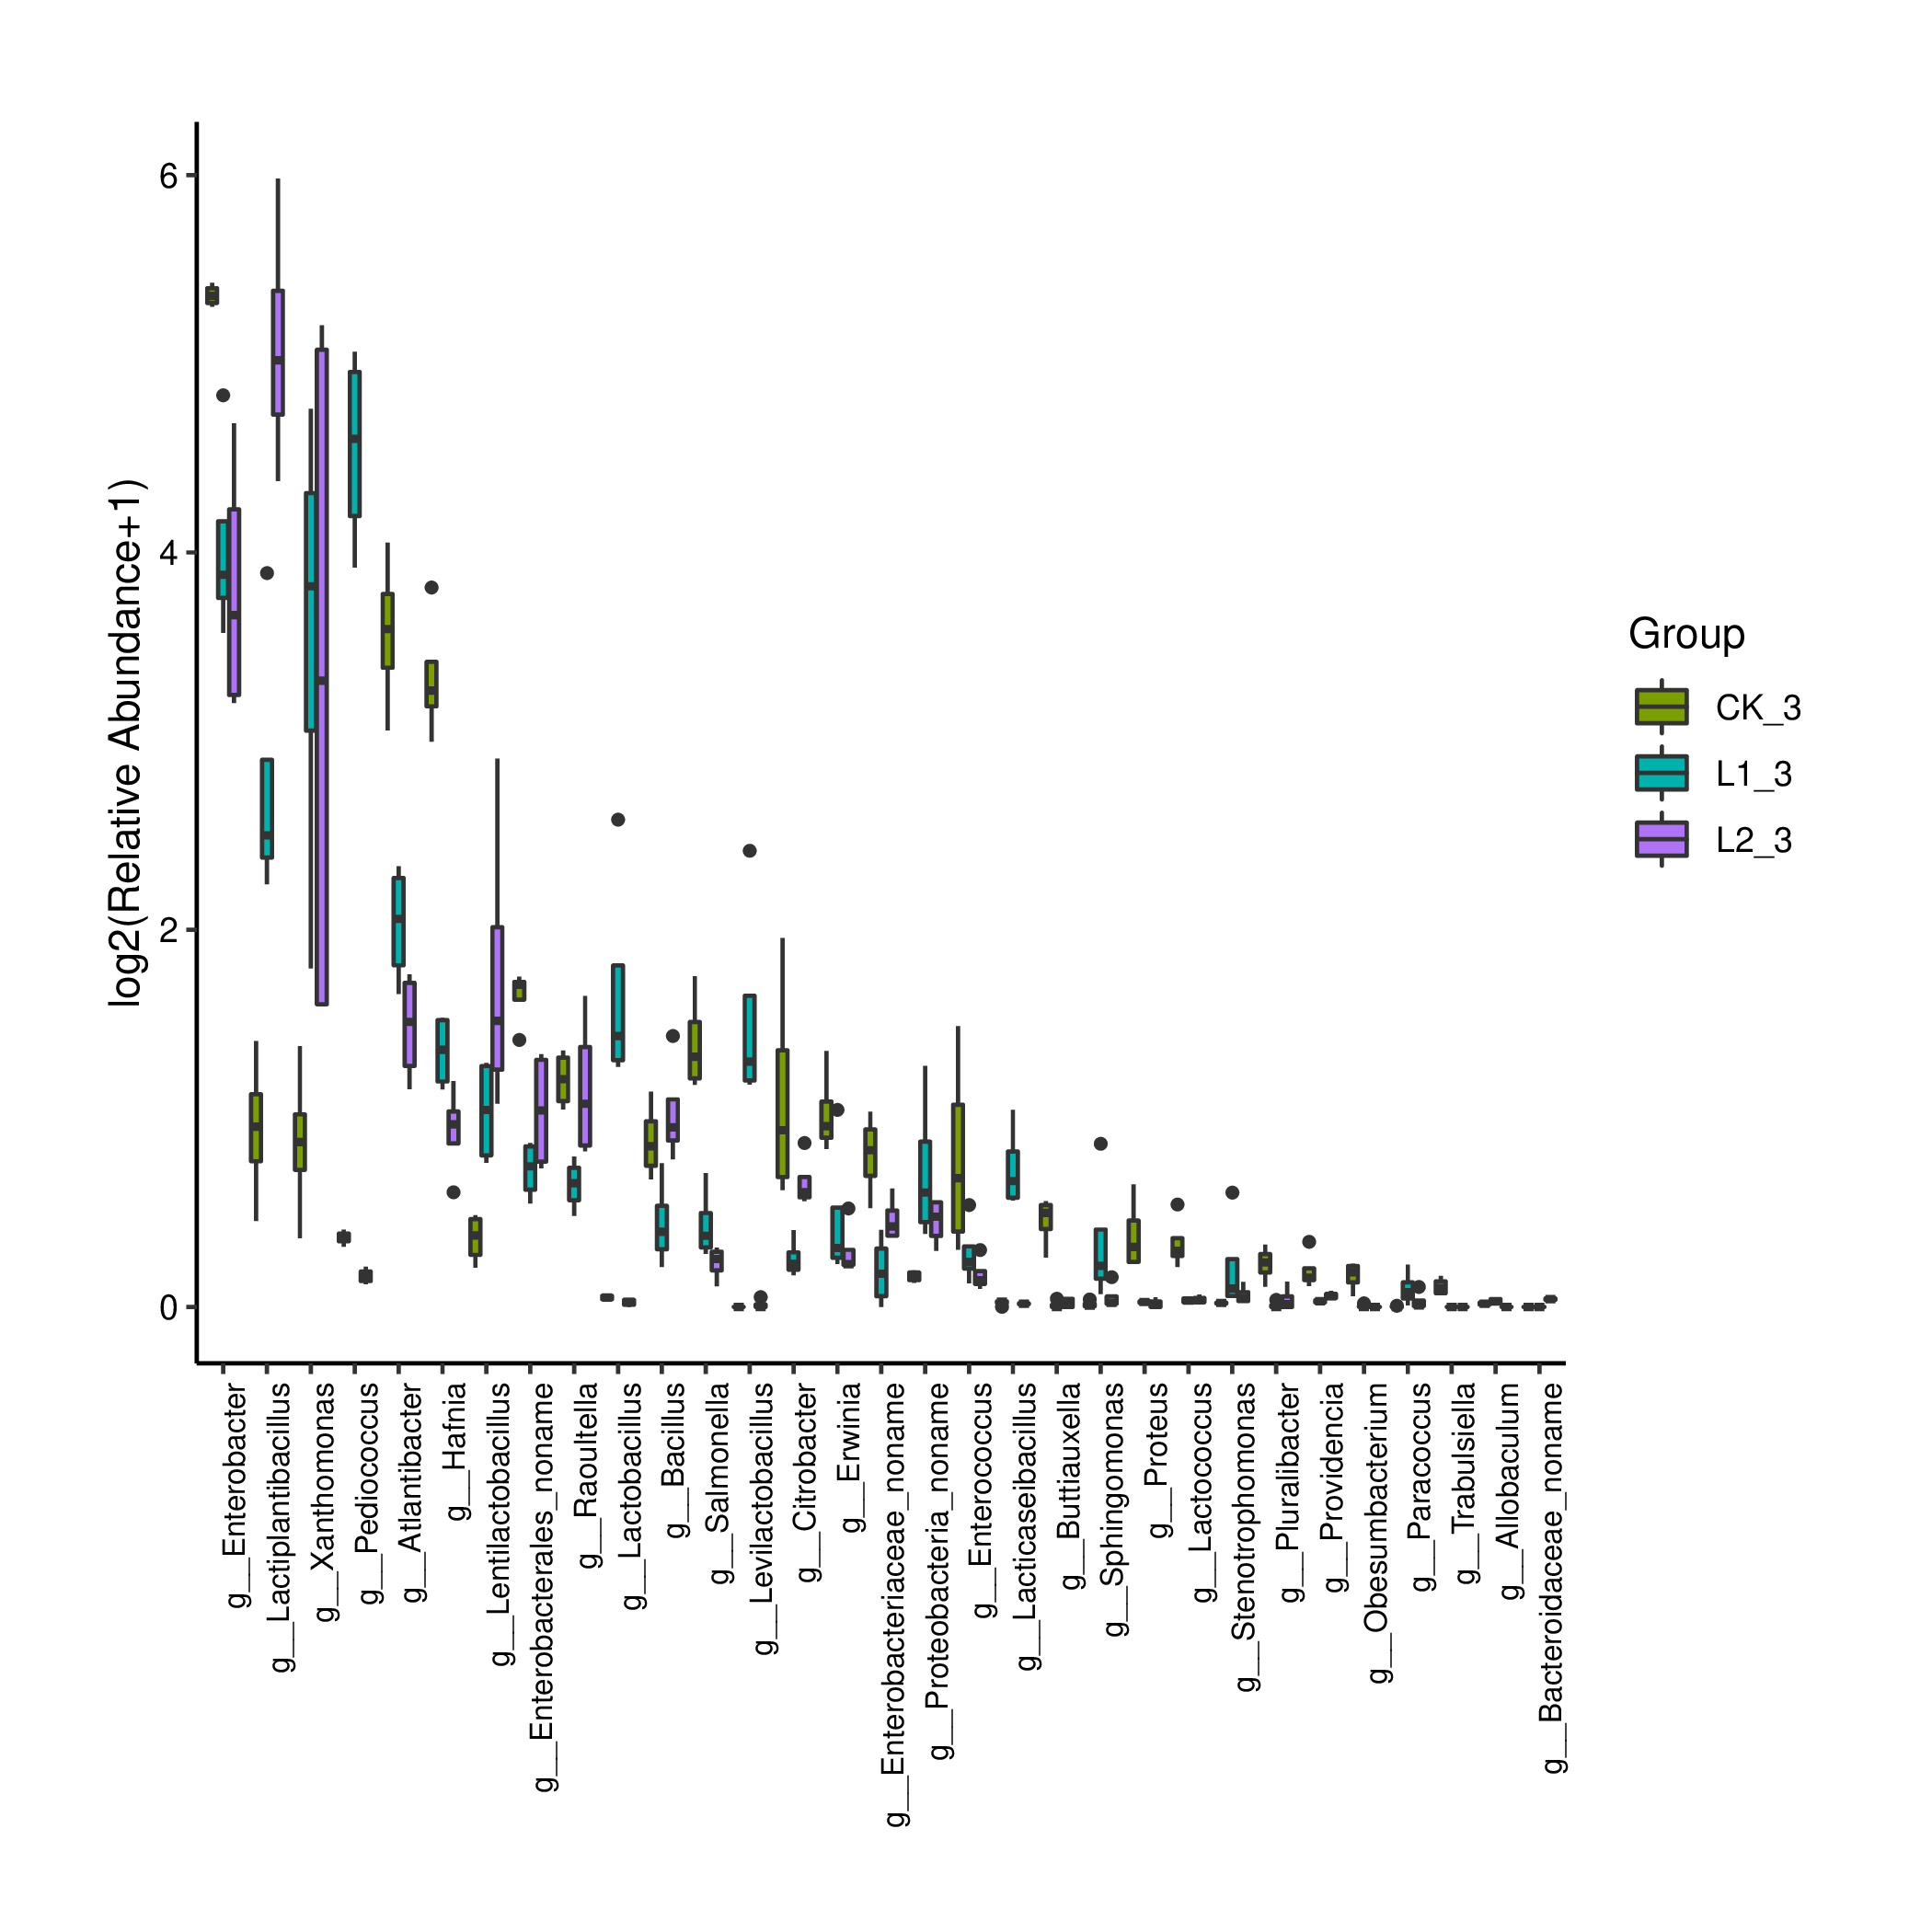 log2(Relative Abundance+1)
6
4
2
0
g__Enterobacter
g__Lactiplantibacillus
g__Xanthomonas
g__Pediococcus
g__Atlantibacter
g__Hafnia
g__Lentilactobacillus
g__Enterobacterales_noname
g__Raoultella
g__Lactobacillus
g__Bacillus
g__Salmonella
g__Levilactobacillus
g__Citrobacter
g__Erwinia
g__Enterobacteriaceae_noname
g__Proteobacteria_noname
g__Enterococcus
g__Lacticaseibacillus
g__Buttiauxella
g__Sphingomonas
g__Proteus
g__Lactococcus
g__Stenotrophomonas
g__Pluralibacter
g__Providencia
g__Obesumbacterium
g__Paracoccus
g__Trabulsiella
g__Allobaculum
g__Bacteroidaceae_noname
Group
CK_3
L1_3
L2_3